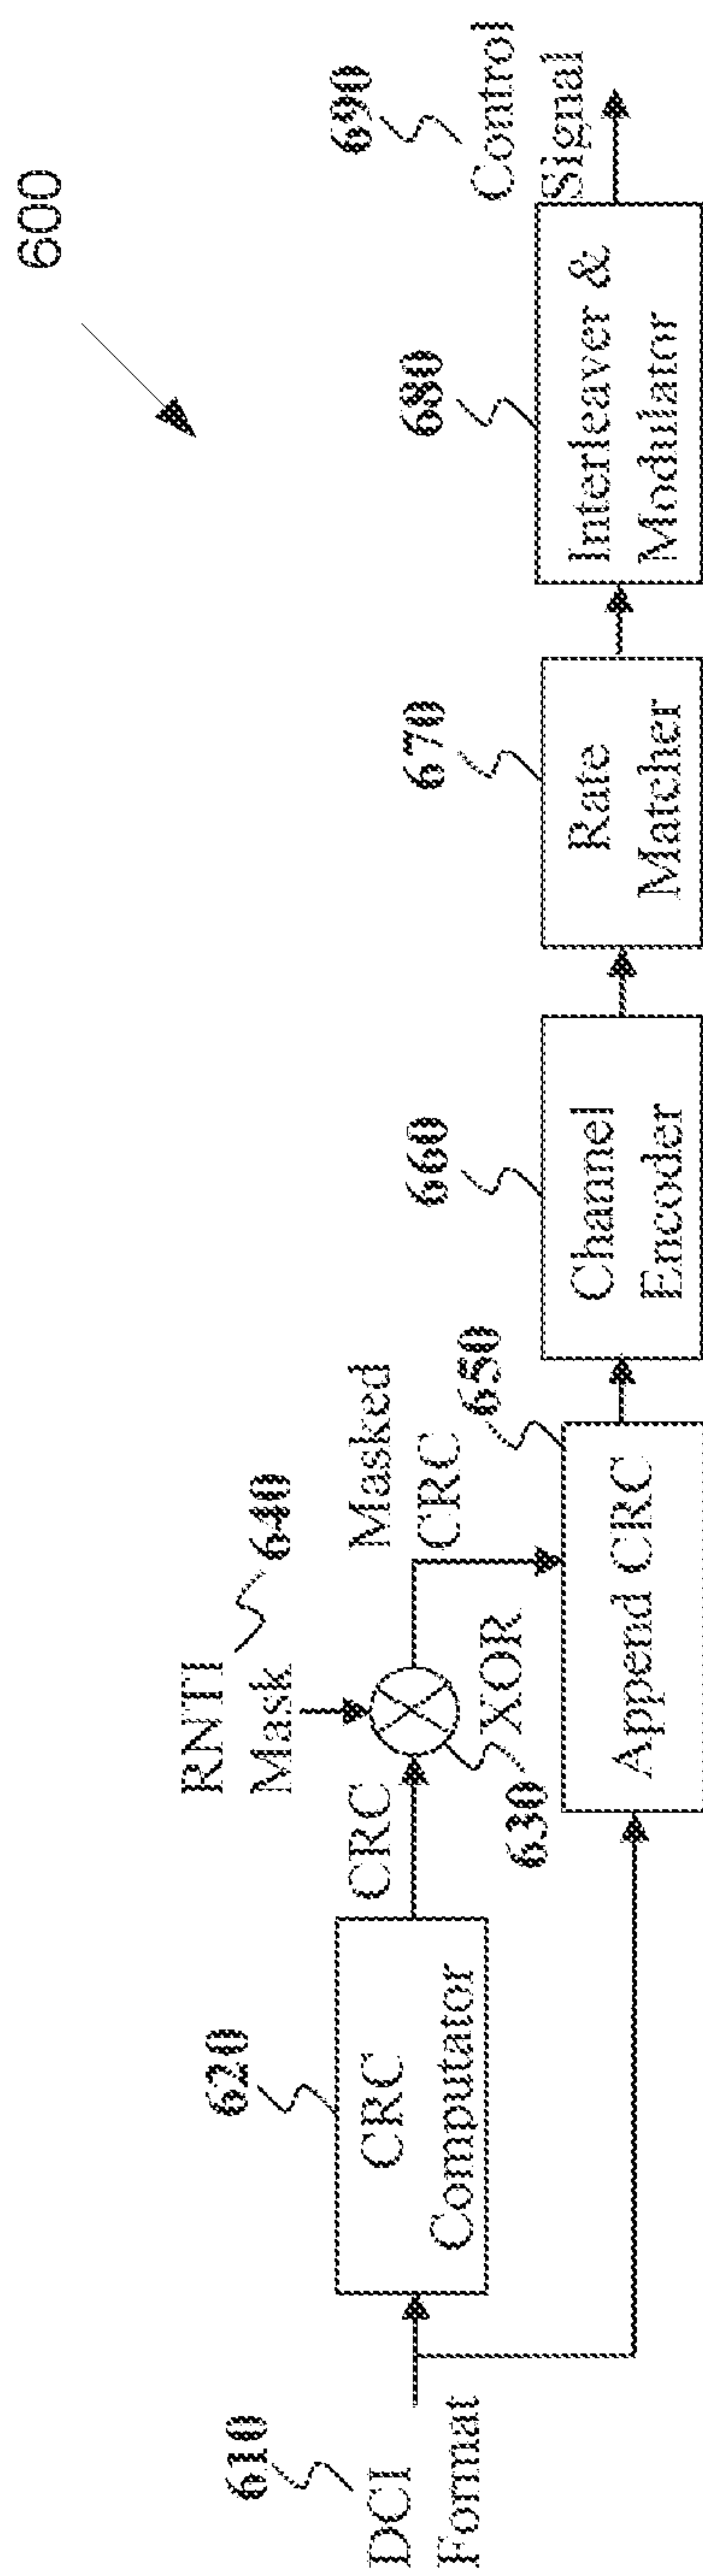 600
610
DCI
Format
620
CRC
Computator
CRC
RNTI
Mask
640
630
XOR
Masked
CRC
650
Append CRC
660
Channel
Encoder
670
Rate
Matcher
680
Interleaver &
Modulator
690
Control
Signal